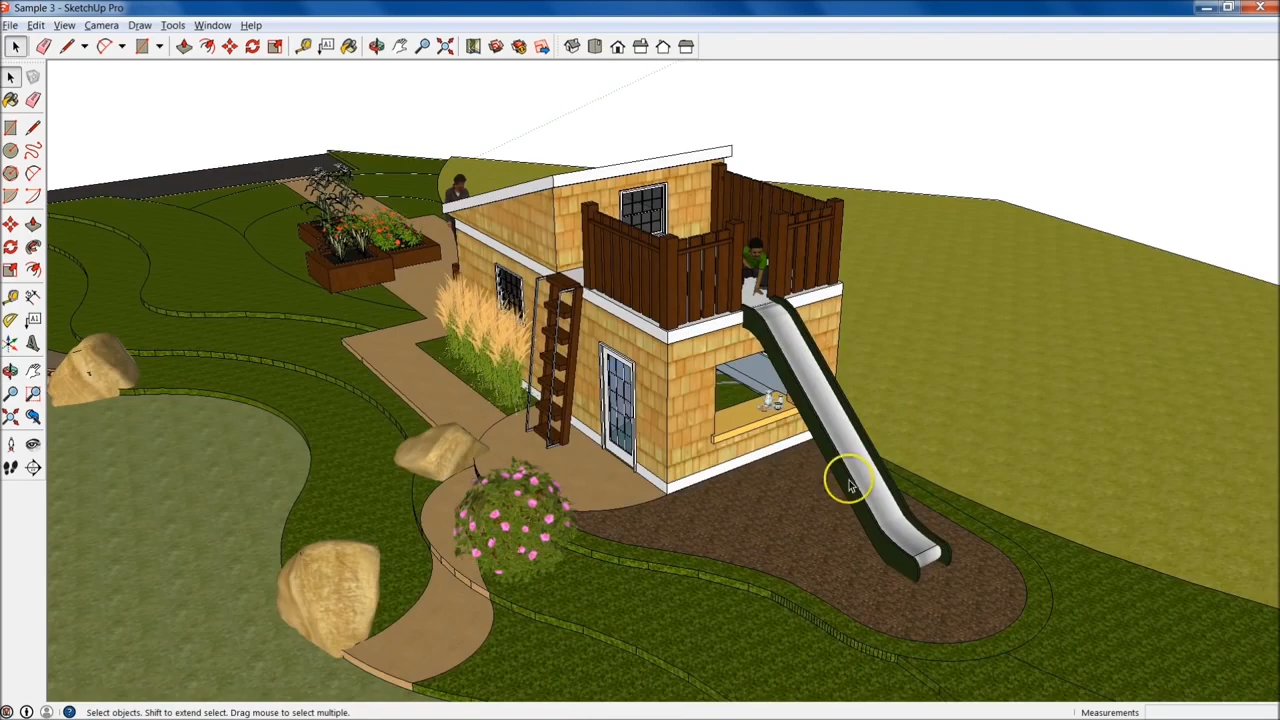 Sample 3 - SketchUp Pro
File Edit View Camera Draw Tools Window Help
Select objects. Shift to extend select. Drag mouse to select multiple.
Measurements